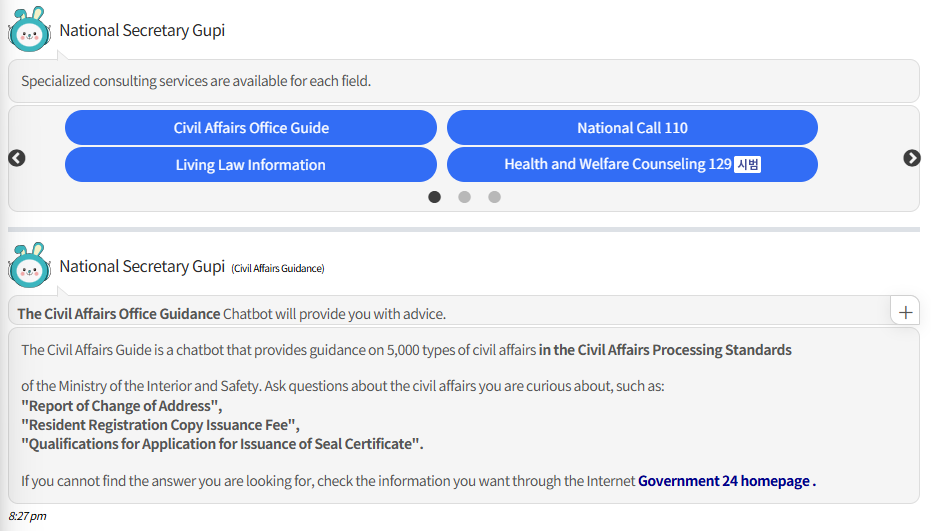 National Secretary Gupi
Specialized consulting services are available for each field.
Civil Affairs Office Guide
National Call 110
Living Law Information
Health and Welfare Counseling 129 시범
National Secretary Gupi (Civil Affairs Guidance)
The Civil Affairs Office Guidance Chatbot will provide you with advice.
The Civil Affairs Guide is a chatbot that provides guidance on 5,000 types of civil affairs in the Civil Affairs Processing Standards
of the Ministry of the Interior and Safety. Ask questions about the civil affairs you are curious about, such as:
"Report of Change of Address",
"Resident Registration Copy Issuance Fee",
"Qualifications for Application for Issuance of Seal Certificate".
If you cannot find the answer you are looking for, check the information you want through the Internet Government 24 homepage .
8:27 pm